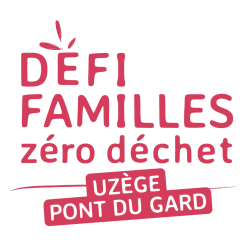 DÉFI
FAMILLES
zéro déchet
UZÈGE
PONT DU GARD